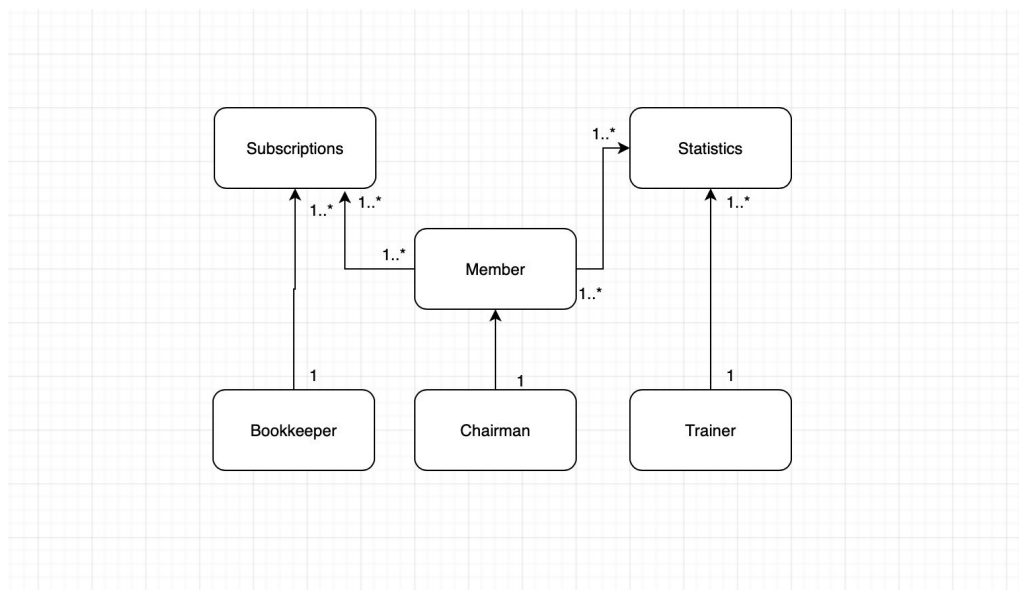 1..*
Subscriptions
Statistics
1..*
1..*
1..*
1..*
Member
1..*
1
1
1
Bookkeeper
Chairman
Trainer